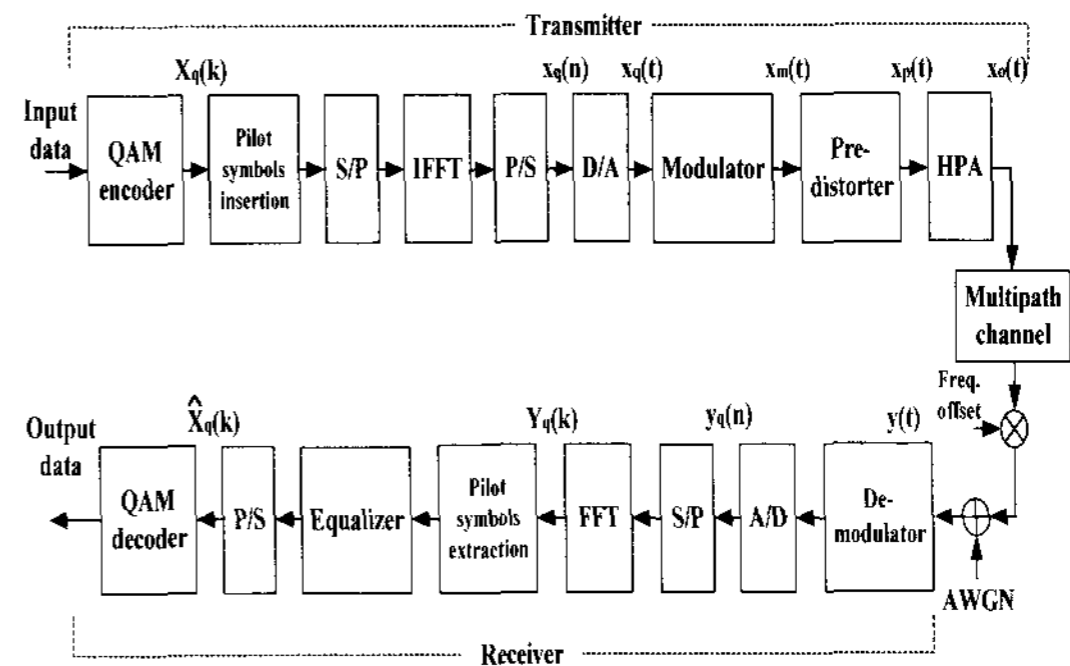 Transmitter
Xq(k)
xq(n)
xq(t)
xm(t)
xp(t)
xo(t)
Input
data
QAM
encoder
Pilot
symbols
insertion
S/P
IFFT
P/S
D/A
Modulator
Pre-
distorter
HPA
Multipath
channel
Freq.
offset
Output
data
X̂q(k)
Yq(k)
yq(n)
y(t)
QAM
decoder
P/S
Equalizer
Pilot
symbols
extraction
FFT
S/P
A/D
De-
modulator
AWGN
Receiver